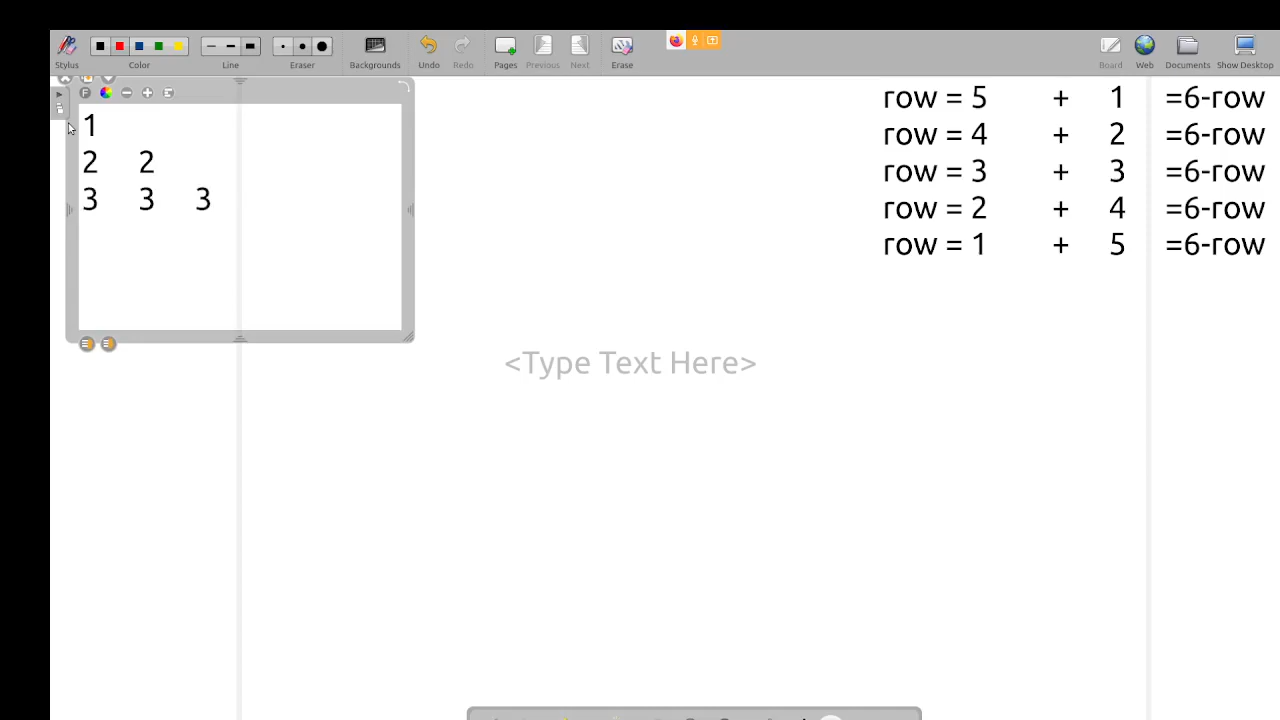 Stylus Color Line Eraser Backgrounds Undo Redo Pages Previous Next Erase Board Web Documents Show Desktop
1
2 2
3 3 3
row = 5 + 1 =6-row
row = 4 + 2 =6-row
row = 3 + 3 =6-row
row = 2 + 4 =6-row
row = 1 + 5 =6-row
<Type Text Here>